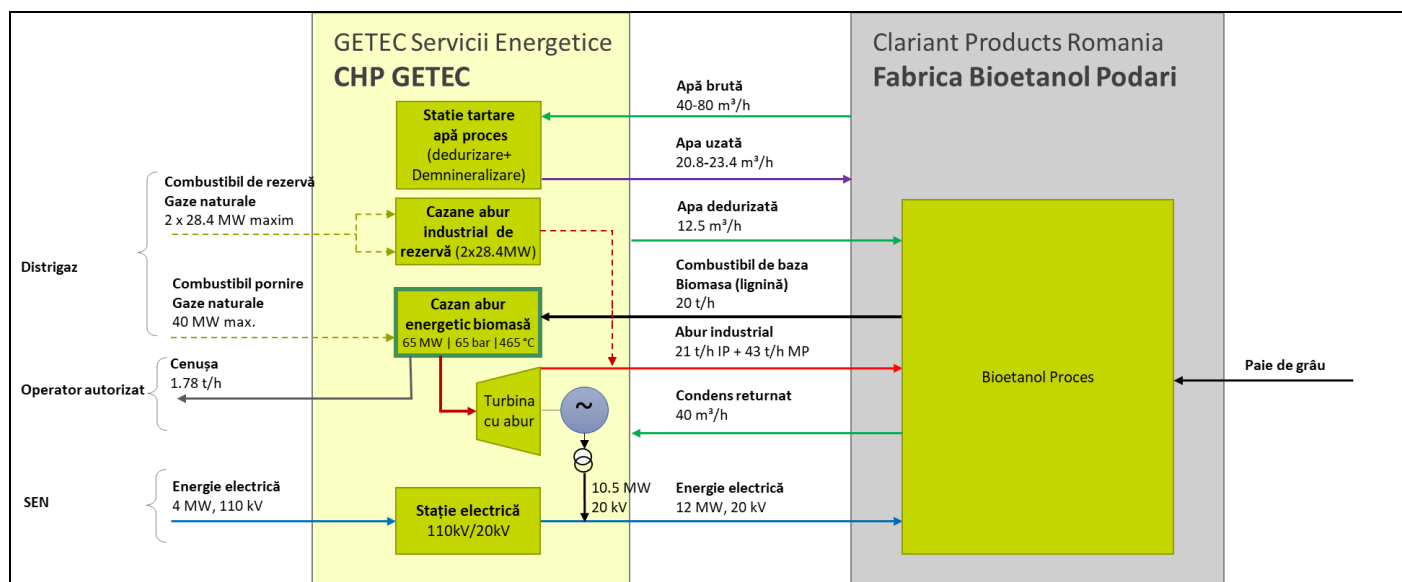 GETEC Servicii Energetice
CHP GETEC
Clariant Products Romania
Fabrica Bioetanol Podari
Statie tartare
apă proces
(dedurizare+
Demnineralizare)
Apă brută
40-80 m³/h
Apa uzată
20.8-23.4 m³/h
Combustibil de rezervă
Gaze naturale
2 x 28.4 MW maxim
Cazane abur
industrial de
rezervă (2x28.4MW)
Apa dedurizată
12.5 m³/h
Distrigaz
Combustibil pornire
Gaze naturale
40 MW max.
Cazan abur
energetic biomasă
65 MW | 65 bar |465 °C
Combustibil de baza
Biomasa (lignină)
20 t/h
Abur industrial
21 t/h IP + 43 t/h MP
Bioetanol Proces
Paie de grâu
Operator autorizat
Cenușa
1.78 t/h
Turbina
cu abur
~
Condens returnat
40 m³/h
SEN
Energie electrică
4 MW, 110 kV
Stație electrică
110kV/20kV
10.5 MW
20 kV
Energie electrică
12 MW, 20 kV